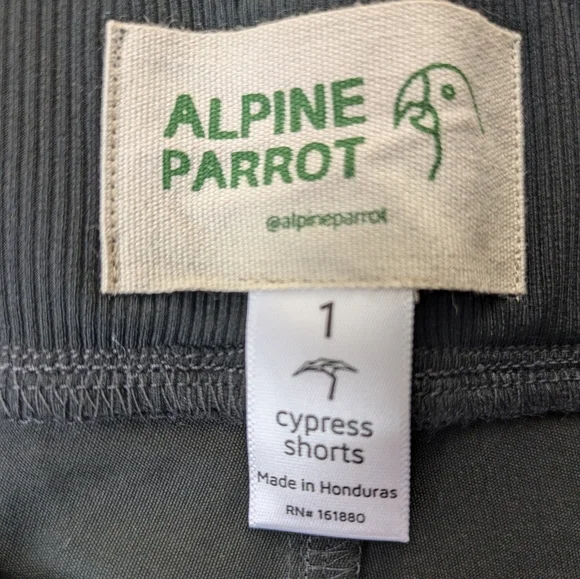 ALPINE
PARROT
@alpineparrot
1
cypress
shorts
Made in Honduras
RN# 161880